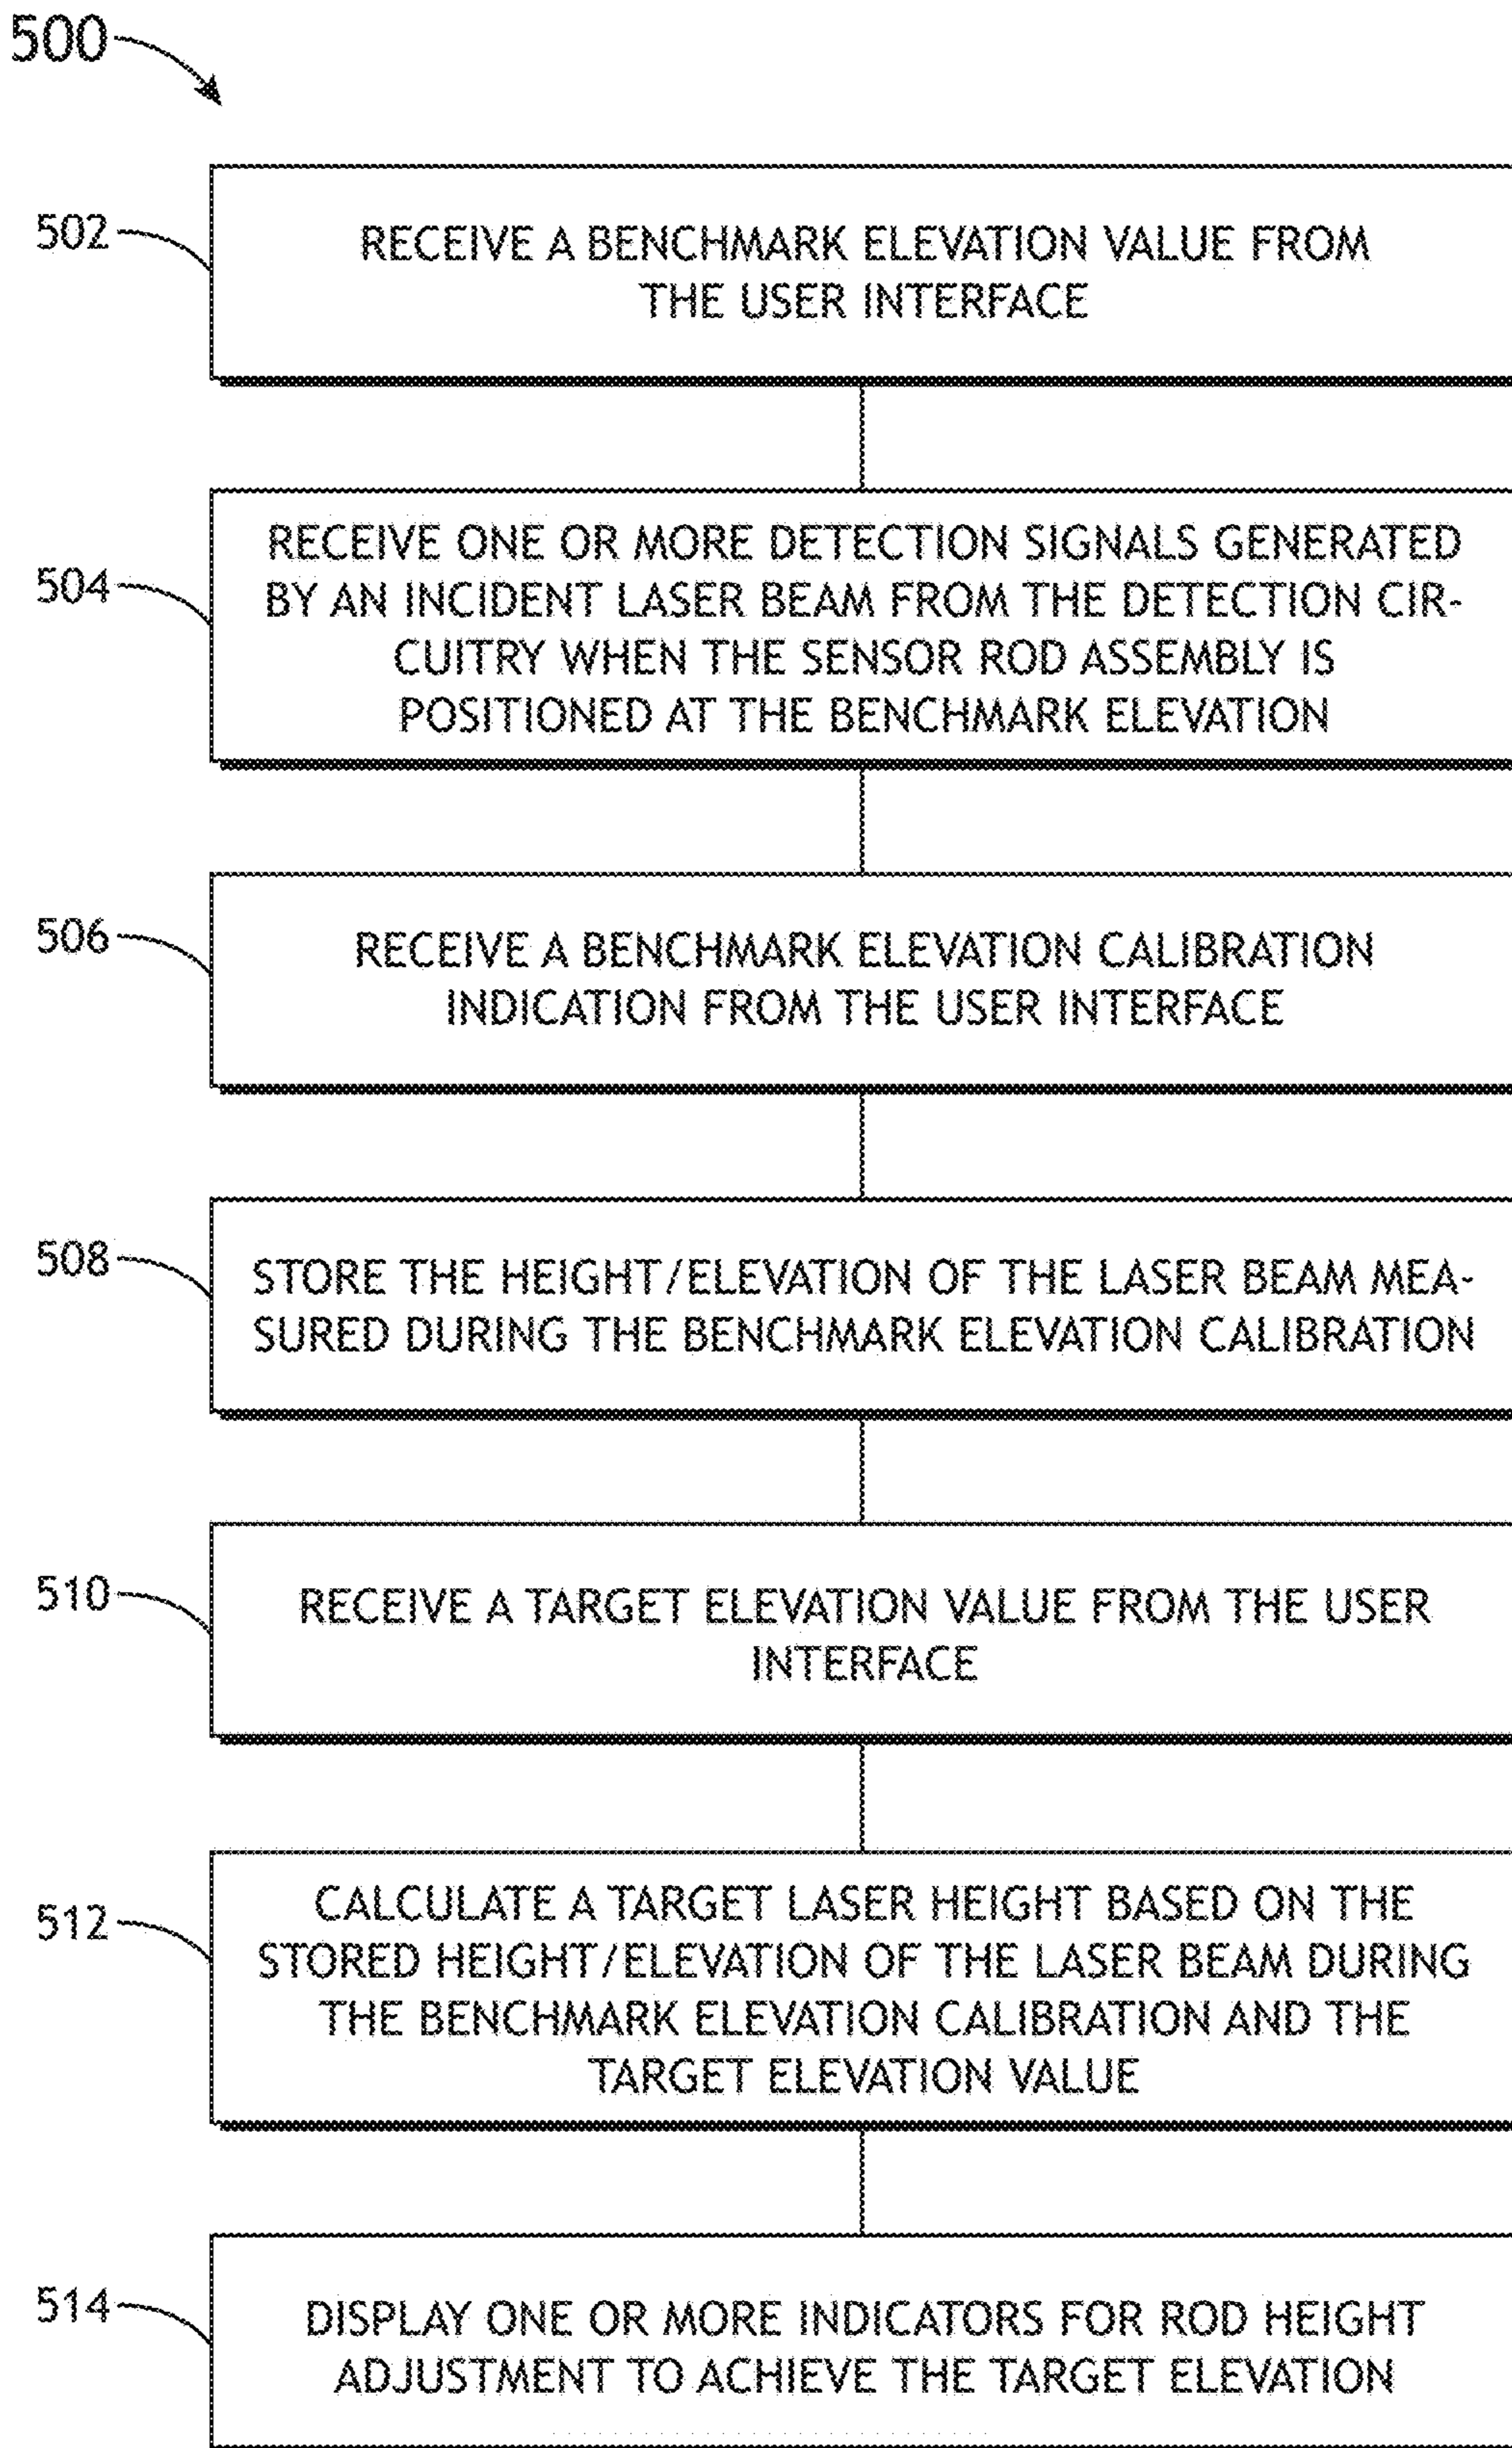 500
502
RECEIVE A BENCHMARK ELEVATION VALUE FROM
THE USER INTERFACE
504
RECEIVE ONE OR MORE DETECTION SIGNALS GENERATED
BY AN INCIDENT LASER BEAM FROM THE DETECTION CIR-
CUITRY WHEN THE SENSOR ROD ASSEMBLY IS
POSITIONED AT THE BENCHMARK ELEVATION
506
RECEIVE A BENCHMARK ELEVATION CALIBRATION
INDICATION FROM THE USER INTERFACE
508
STORE THE HEIGHT/ELEVATION OF THE LASER BEAM MEA-
SURED DURING THE BENCHMARK ELEVATION CALIBRATION
510
RECEIVE A TARGET ELEVATION VALUE FROM THE USER
INTERFACE
512
CALCULATE A TARGET LASER HEIGHT BASED ON THE
STORED HEIGHT/ELEVATION OF THE LASER BEAM DURING
THE BENCHMARK ELEVATION CALIBRATION AND THE
TARGET ELEVATION VALUE
514
DISPLAY ONE OR MORE INDICATORS FOR ROD HEIGHT
ADJUSTMENT TO ACHIEVE THE TARGET ELEVATION